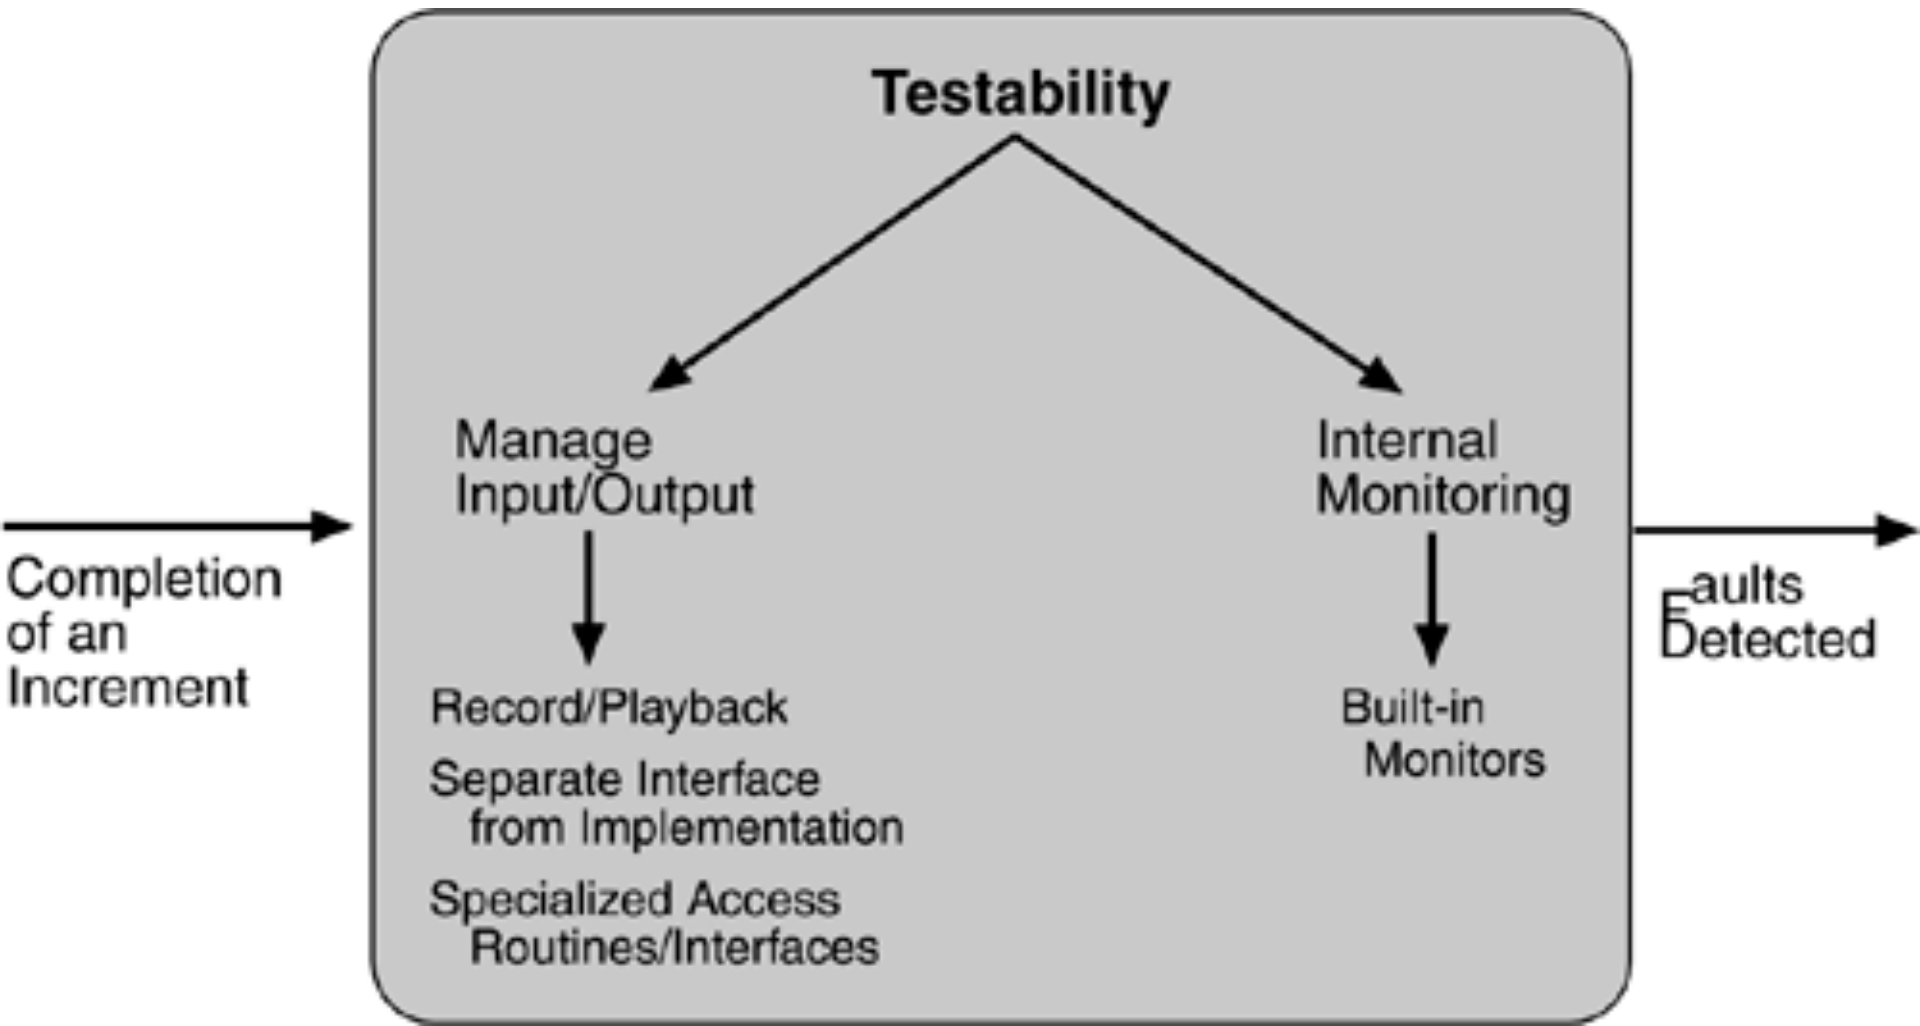 Testability
Manage
Input/Output
Internal
Monitoring
Completion
of an
Increment
Faults
Detected
Record/Playback
Separate Interface
from Implementation
Specialized Access
Routines/Interfaces
Built-in
Monitors